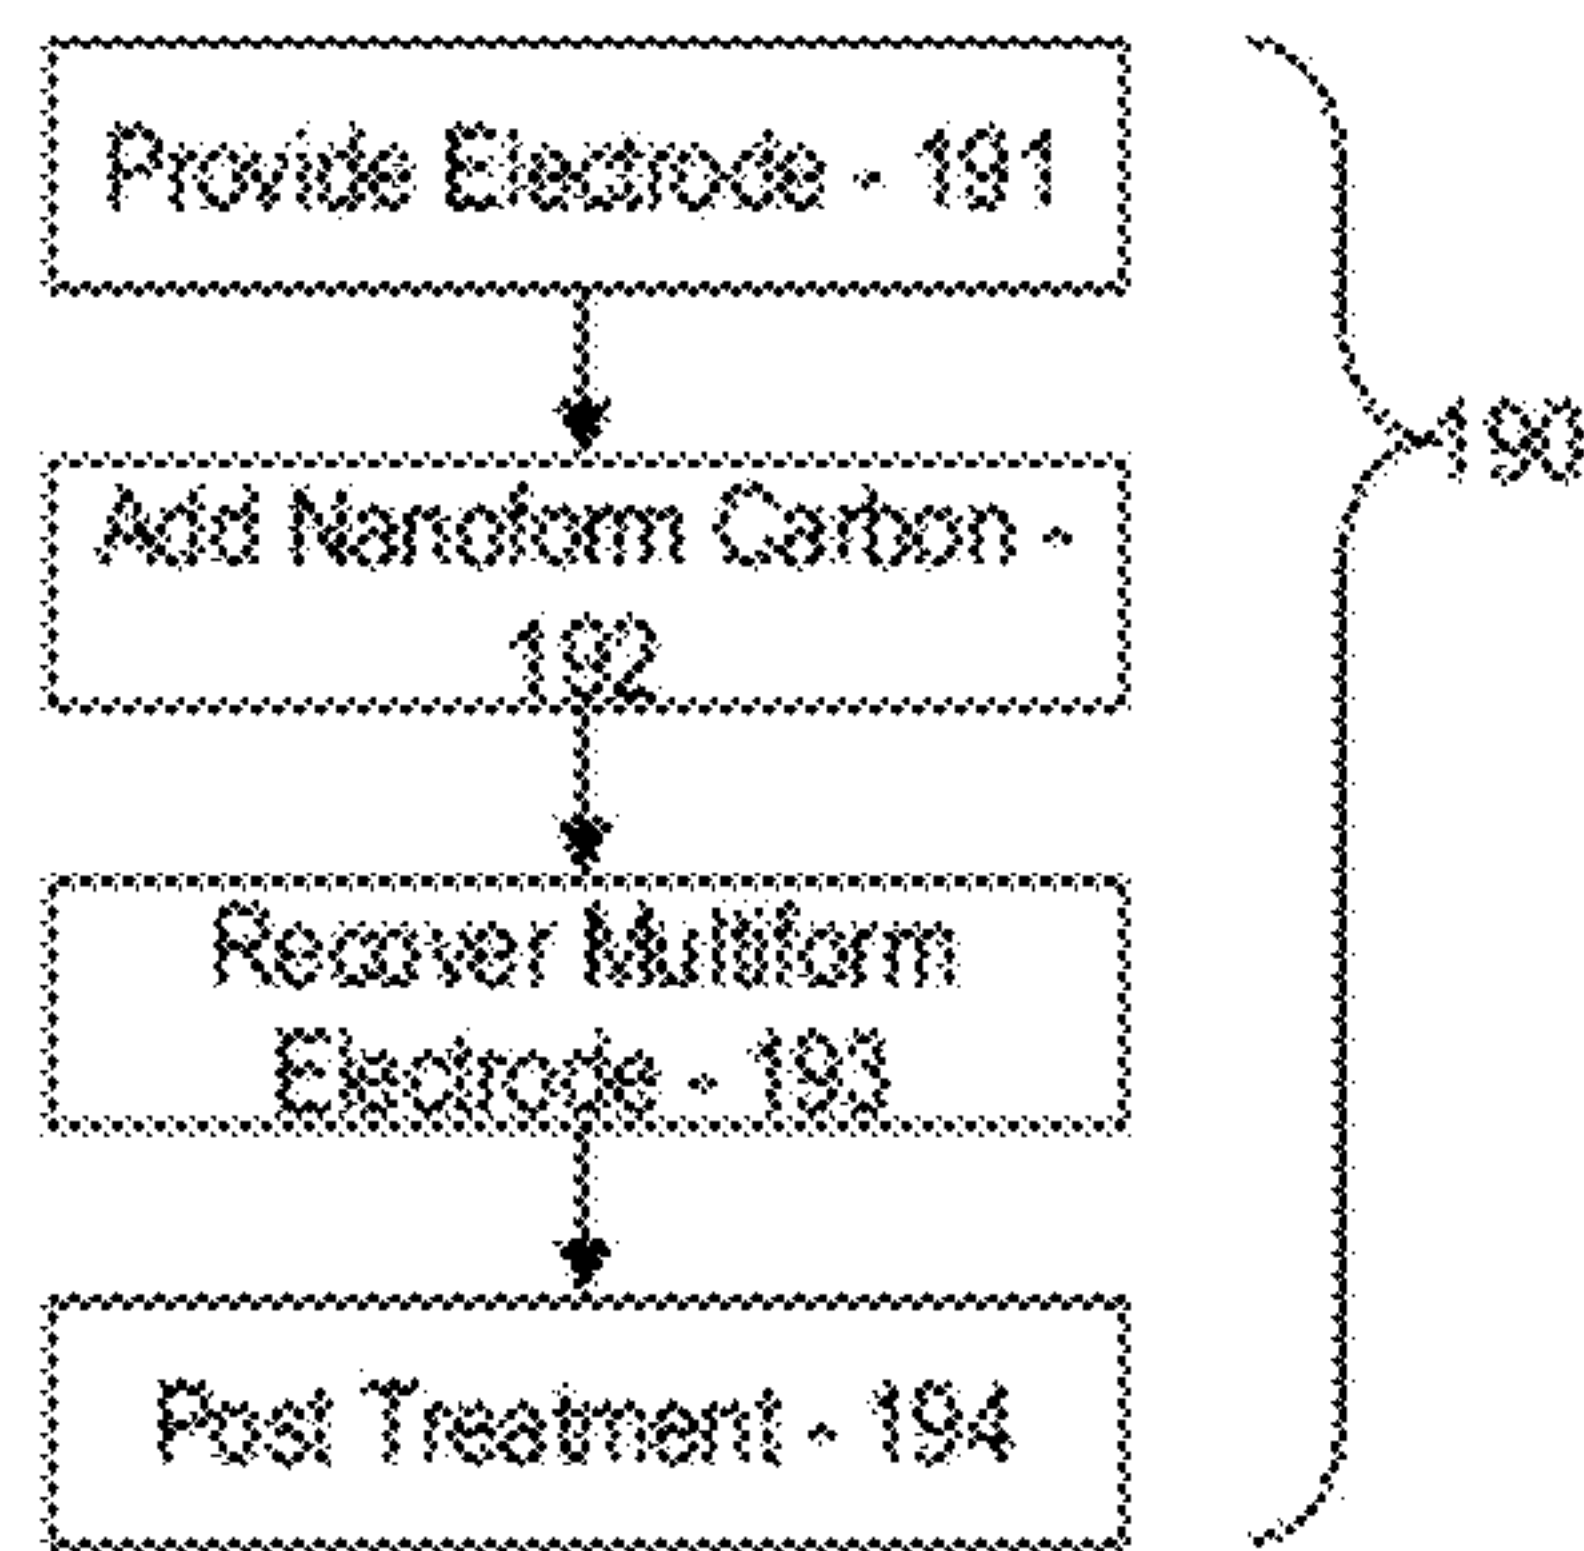 Provide Electrode - 191
Add Nanoform Carbon -
192
190
Recover Multiform
Electrode - 193
Post Treatment - 194